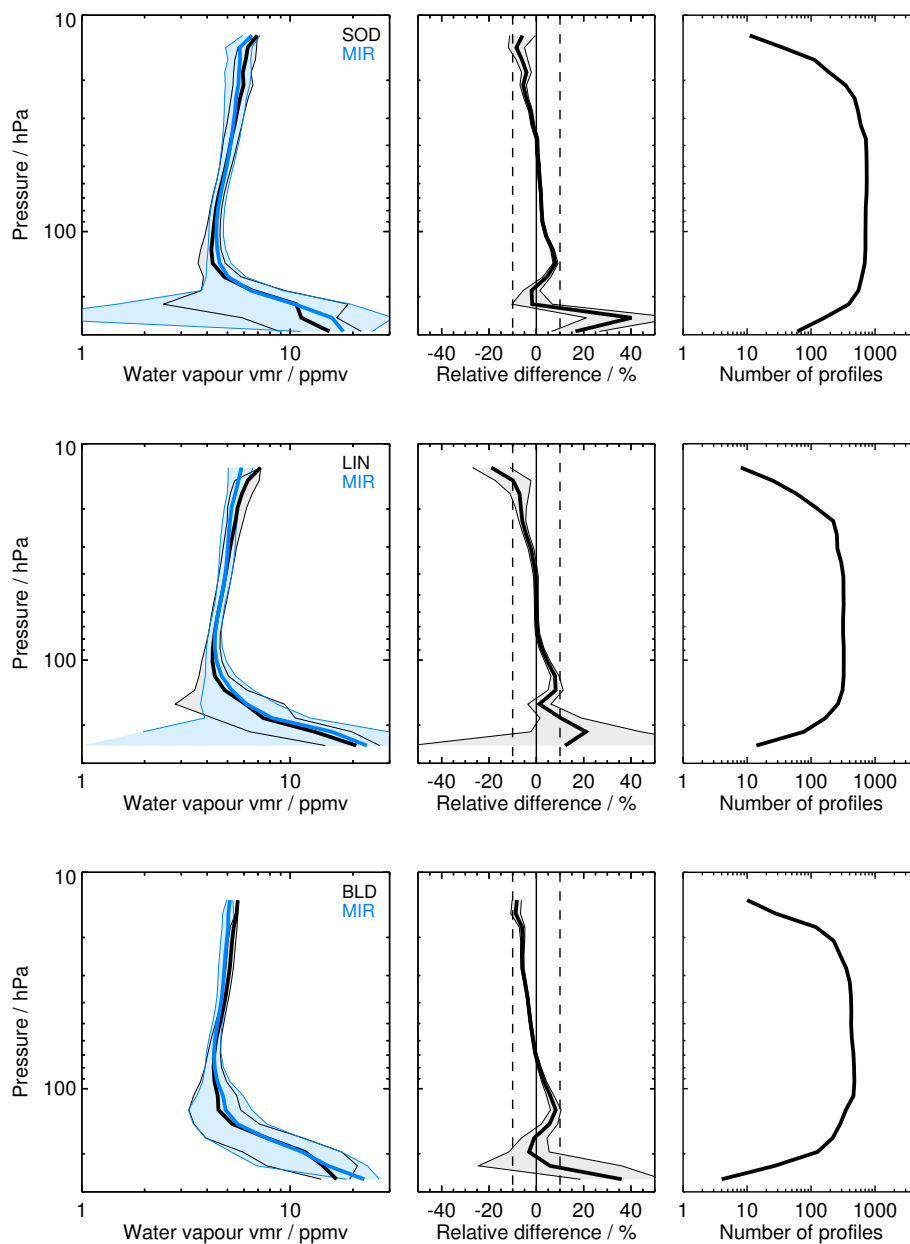 10
100
Pressure / hPa
SOD
MIR
1
10
Water vapour vmr / ppmv
-40
-20
0
20
40
Relative difference / %
1
10
100
1000
Number of profiles
10
100
Pressure / hPa
LIN
MIR
1
10
Water vapour vmr / ppmv
-40
-20
0
20
40
Relative difference / %
1
10
100
1000
Number of profiles
10
100
Pressure / hPa
BLD
MIR
1
10
Water vapour vmr / ppmv
-40
-20
0
20
40
Relative difference / %
1
10
100
1000
Number of profiles